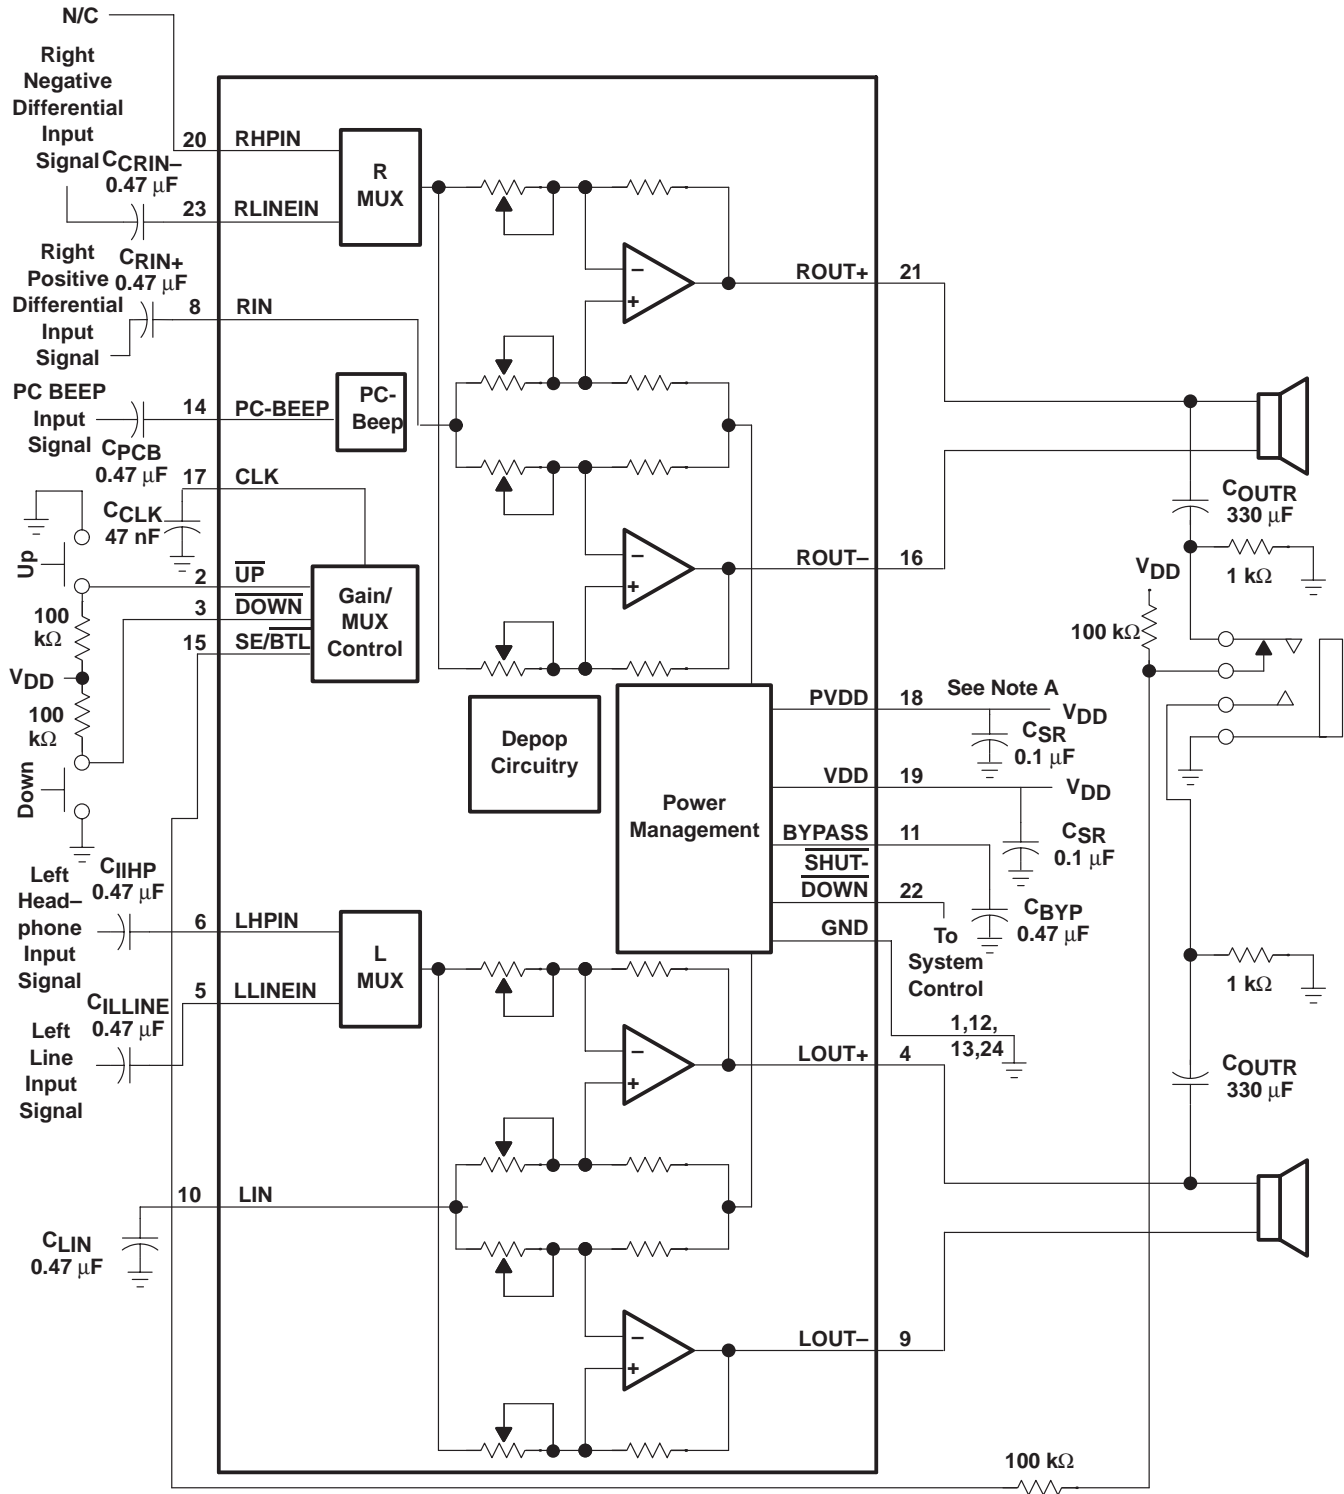 N/C
Right
Negative
Differential
Input
Signal
CCRIN–
0.47 μF
20
RHPIN
R
MUX
23
RLINEIN
Right
Positive
Differential
Input
Signal
CRIN+
0.47 μF
8
RIN
–
+
ROUT+
21
PC BEEP
Input
Signal
CPCB
0.47 μF
14
PC-BEEP
PC-
Beep
17
CLK
CCLK
47 nF
Up
2
UP
3
DOWN
15
SE/BTL
Gain/
MUX
Control
100
kΩ
VDD
100
kΩ
Down
–
+
ROUT–
16
COUTR
330 μF
1 kΩ
VDD
100 kΩ
Depop
Circuitry
Power
Management
PVDD
18
See Note A
VDD
CSR
0.1 μF
VDD
19
VDD
CSR
0.1 μF
BYPASS
11
CBYP
0.47 μF
SHUT-
DOWN
22
To
System
Control
GND
1,12,
13,24
Left
Head–
phone
Input
Signal
CIIHP
0.47 μF
6
LHPIN
L
MUX
5
LLINEIN
CILLINE
0.47 μF
Left
Line
Input
Signal
–
+
LOUT+
4
1 kΩ
COUTR
330 μF
10
LIN
CLIN
0.47 μF
–
+
LOUT–
9
100 kΩ